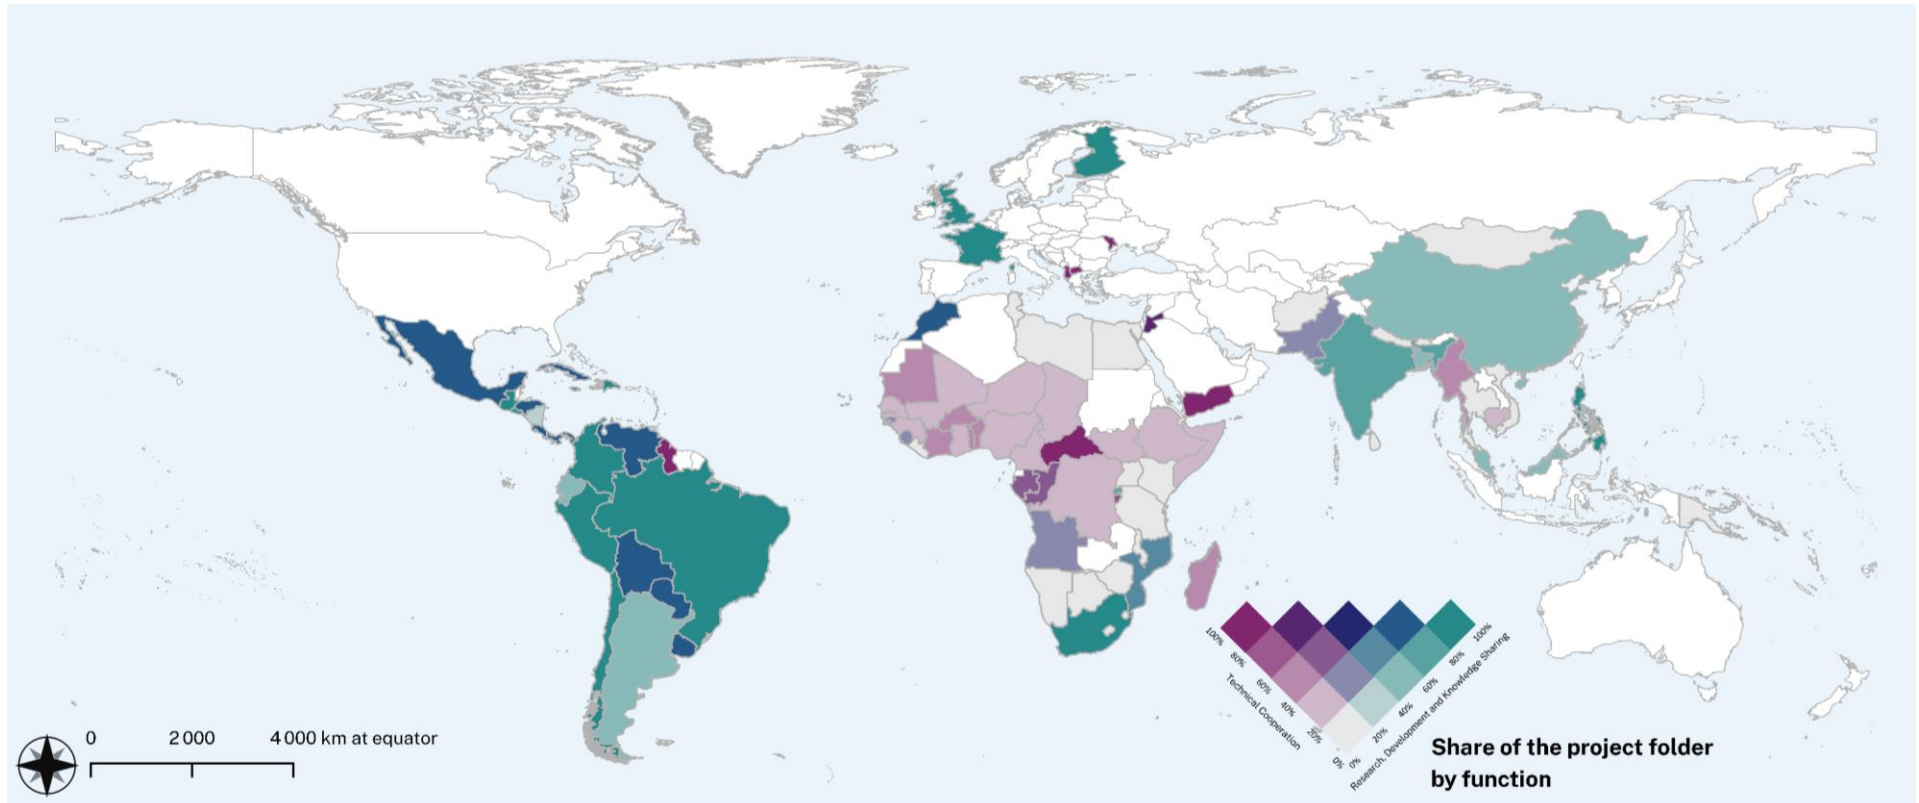 0
2 000
4 000 km at equator
100%
80%
60%
40%
20%
0%
Technical Cooperation
0%
20%
40%
60%
80%
100%
Research, Development and Knowledge Sharing
Share of the project folder
by function